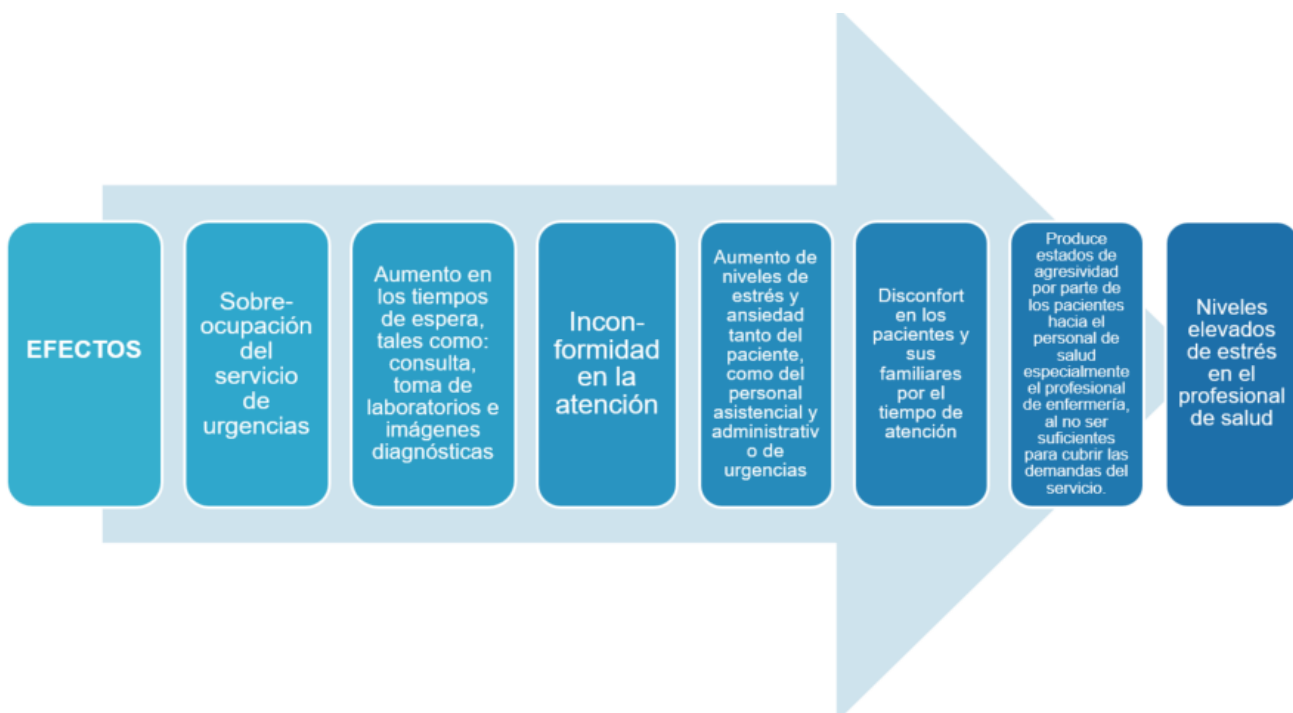 EFECTOS
Sobre-
ocupación
del
servicio
de
urgencias
Aumento en
los tiempos
de espera,
tales como:
consulta,
toma de
laboratorios e
imágenes
diagnósticas
Incon-
formidad
en la
atención
Aumento de
niveles de
estrés y
ansiedad
tanto del
paciente,
como del
personal
asistencial y
administrativ
o de
urgencias
Disconfort
en los
pacientes y
sus
familiares
por el
tiempo de
atención
Produce
estados de
agresividad
por parte de
los pacientes
hacia el
personal de
salud
especialmente
el profesional
de enfermería,
al no ser
suficientes
para cubrir las
demandas del
servicio.
Niveles
elevados
de estrés
en el
profesional
de salud